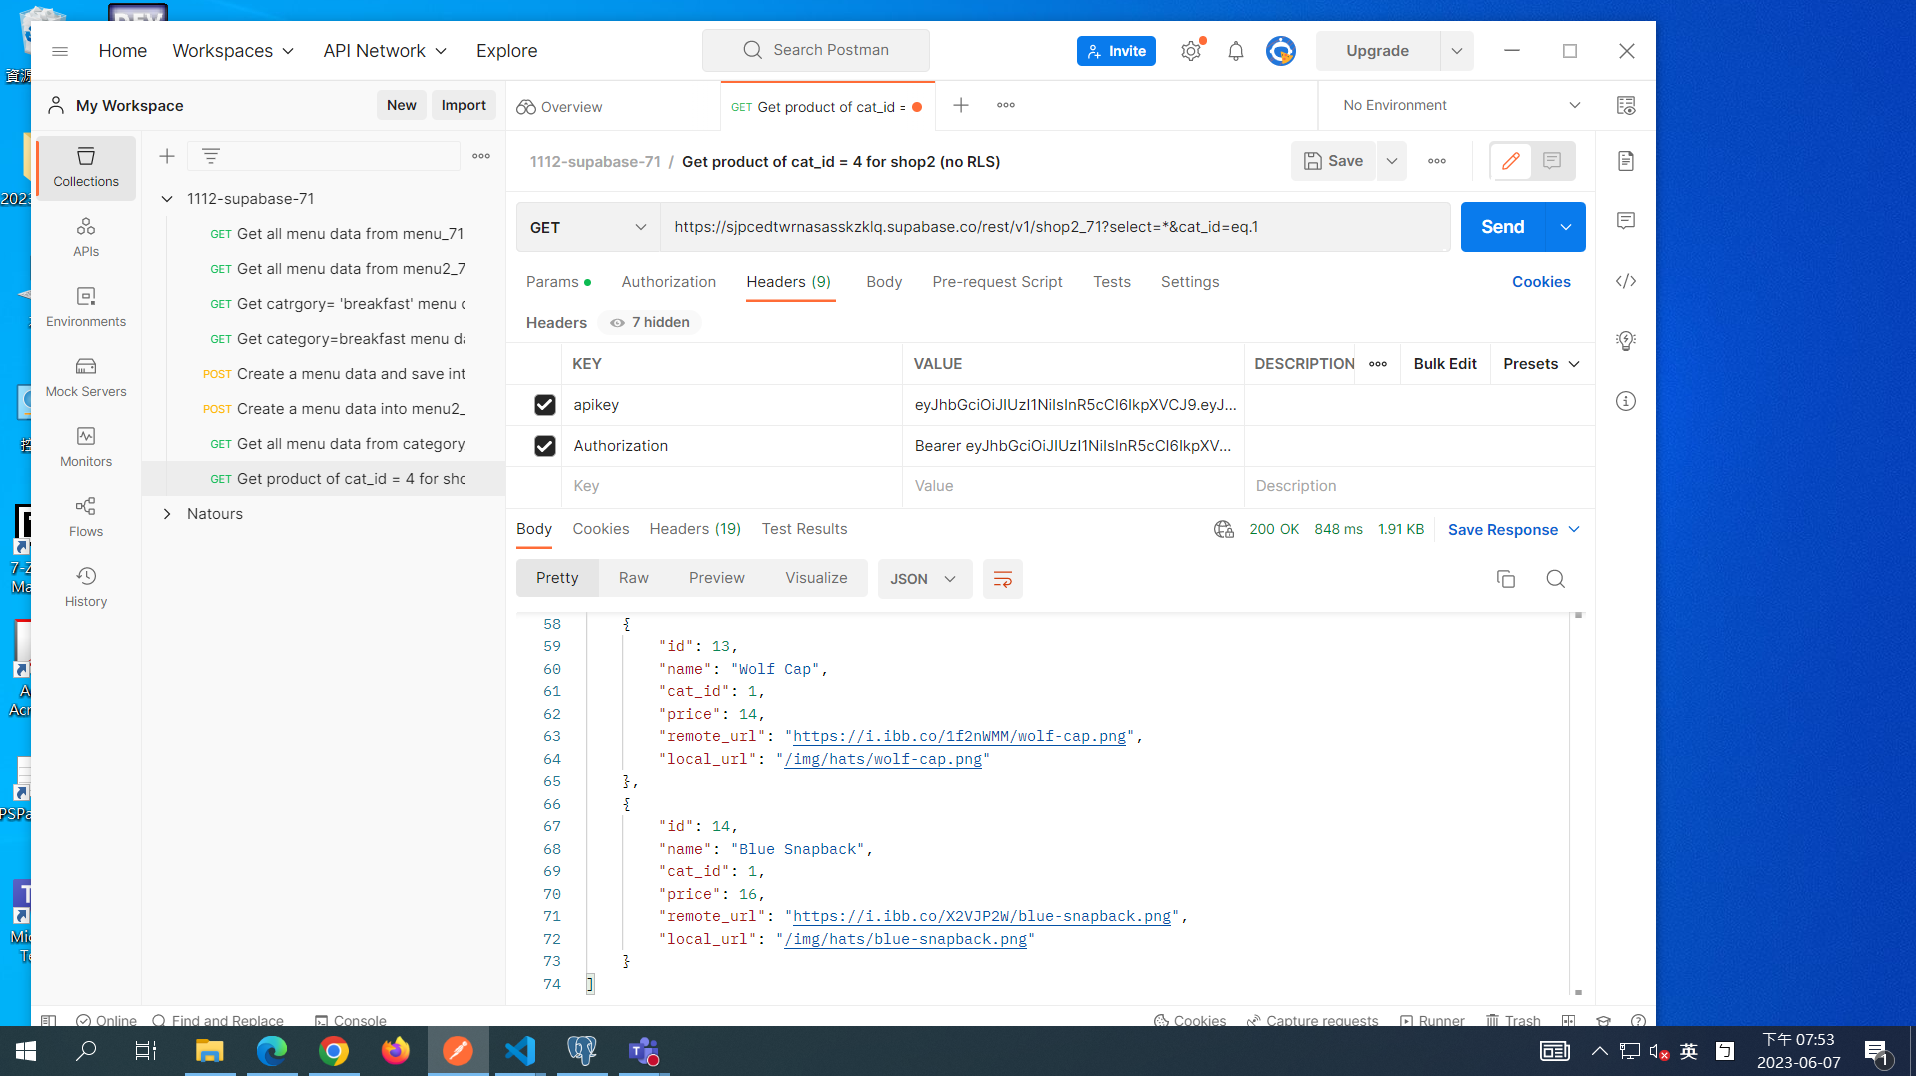 Home
Workspaces
API Network
Explore
Search Postman
Invite
Upgrade
My Workspace
New
Import
Overview
GET Get product of cat_id =
No Environment
Collections
APIs
Environments
Mock Servers
Monitors
Flows
History
1112-supabase-71
GET Get all menu data from menu_71
GET Get all menu data from menu2_7
GET Get catrgory= 'breakfast' menu d
GET Get category=breakfast menu da
POST Create a menu data and save int
POST Create a menu data into menu2_
GET Get all menu data from category_
GET Get product of cat_id = 4 for sho
Natours
1112-supabase-71 / Get product of cat_id = 4 for shop2 (no RLS)
Save
GET
https://sjpcedtwrnasasskzklq.supabase.co/rest/v1/shop2_71?select=*&cat_id=eq.1
Send
Params
Authorization
Headers (9)
Body
Pre-request Script
Tests
Settings
Cookies
Headers
7 hidden
KEY
VALUE
DESCRIPTION
Bulk Edit
Presets
apikey
eyJhbGciOiJIUzI1NiIsInR5cCI6IkpXVCJ9.eyJ...
Authorization
Bearer eyJhbGciOiJIUzI1NiIsInR5cCI6IkpXV...
Key
Value
Description
Body
Cookies
Headers (19)
Test Results
200 OK
848 ms
1.91 KB
Save Response
Pretty
Raw
Preview
Visualize
JSON
58 {
59 "id": 13,
60 "name": "Wolf Cap",
61 "cat_id": 1,
62 "price": 14,
63 "remote_url": "https://i.ibb.co/1f2nWMM/wolf-cap.png",
64 "local_url": "/img/hats/wolf-cap.png"
65 },
66 {
67 "id": 14,
68 "name": "Blue Snapback",
69 "cat_id": 1,
70 "price": 16,
71 "remote_url": "https://i.ibb.co/X2VJP2W/blue-snapback.png",
72 "local_url": "/img/hats/blue-snapback.png"
73 }
74 ]
Online
Find and Replace
Console
Cookies
Capture requests
Runner
Trash
英
下午 07:53
2023-06-07
1